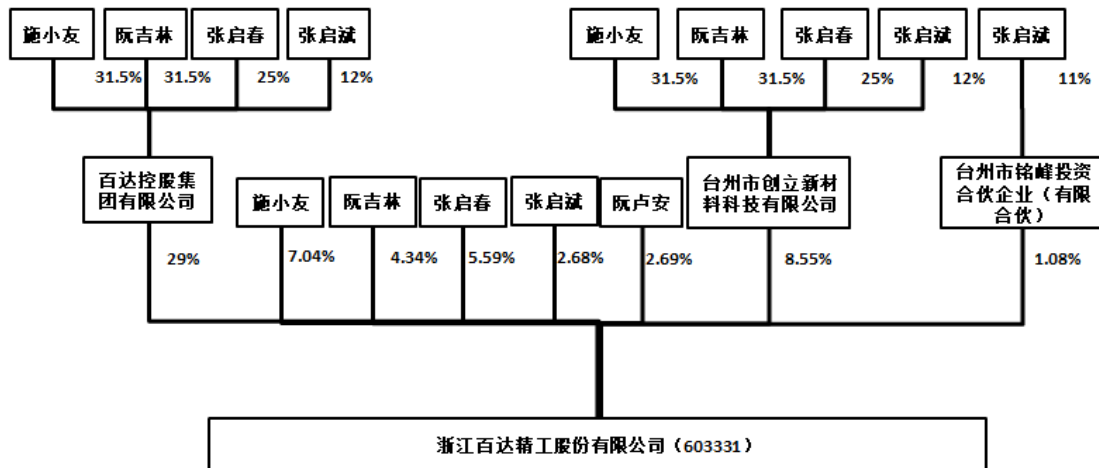 施小友 阮吉林 张启春 张启斌 施小友 阮吉林 张启春 张启斌 张启斌
31.5% 31.5% 25% 12% 31.5% 31.5% 25% 12% 11%
百达控股集
团有限公司
台州市创立新材
料科技有限公司
台州市铭峰投资
合伙企业（有限
合伙）
施小友 阮吉林 张启春 张启斌 阮卢安
29% 7.04% 4.34% 5.59% 2.68% 2.69% 8.55% 1.08%
浙江百达精工股份有限公司（603331）